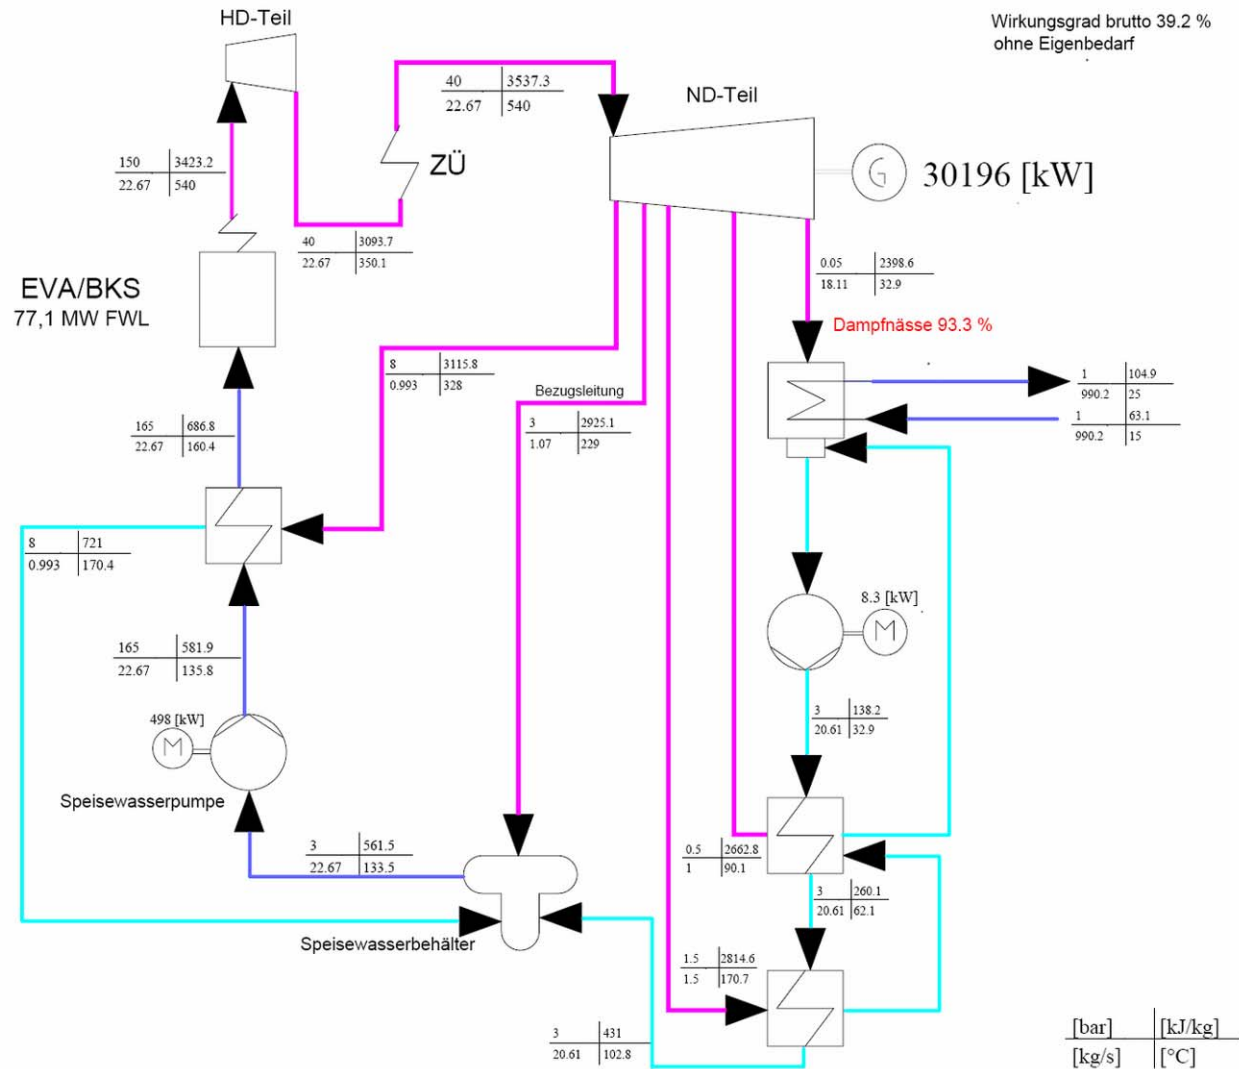 HD-Teil
Wirkungsgrad brutto 39.2 %
ohne Eigenbedarf
40 3537.3
22.67 540
ND-Teil
150 3423.2
22.67 540
ZÜ
G
30196 [kW]
40 3093.7
22.67 350.1
0.05 2398.6
18.11 32.9
EVA/BKS
77,1 MW FWL
Dampfnässe 93.3 %
8 3115.8
0.993 328
Bezugsleitung
1 104.9
990.2 25
1 63.1
990.2 15
3 2925.1
1.07 229
165 686.8
22.67 160.4
8 721
0.993 170.4
8.3 [kW]
M
165 581.9
22.67 135.8
498 [kW]
M
3 138.2
20.61 32.9
Speisewasserpumpe
3 561.5
22.67 133.5
0.5 2662.8
1 90.1
3 260.1
20.61 62.1
Speisewasserbehälter
1.5 2814.6
1.5 170.7
3 431
20.61 102.8
[bar] [kJ/kg]
[kg/s] [°C]